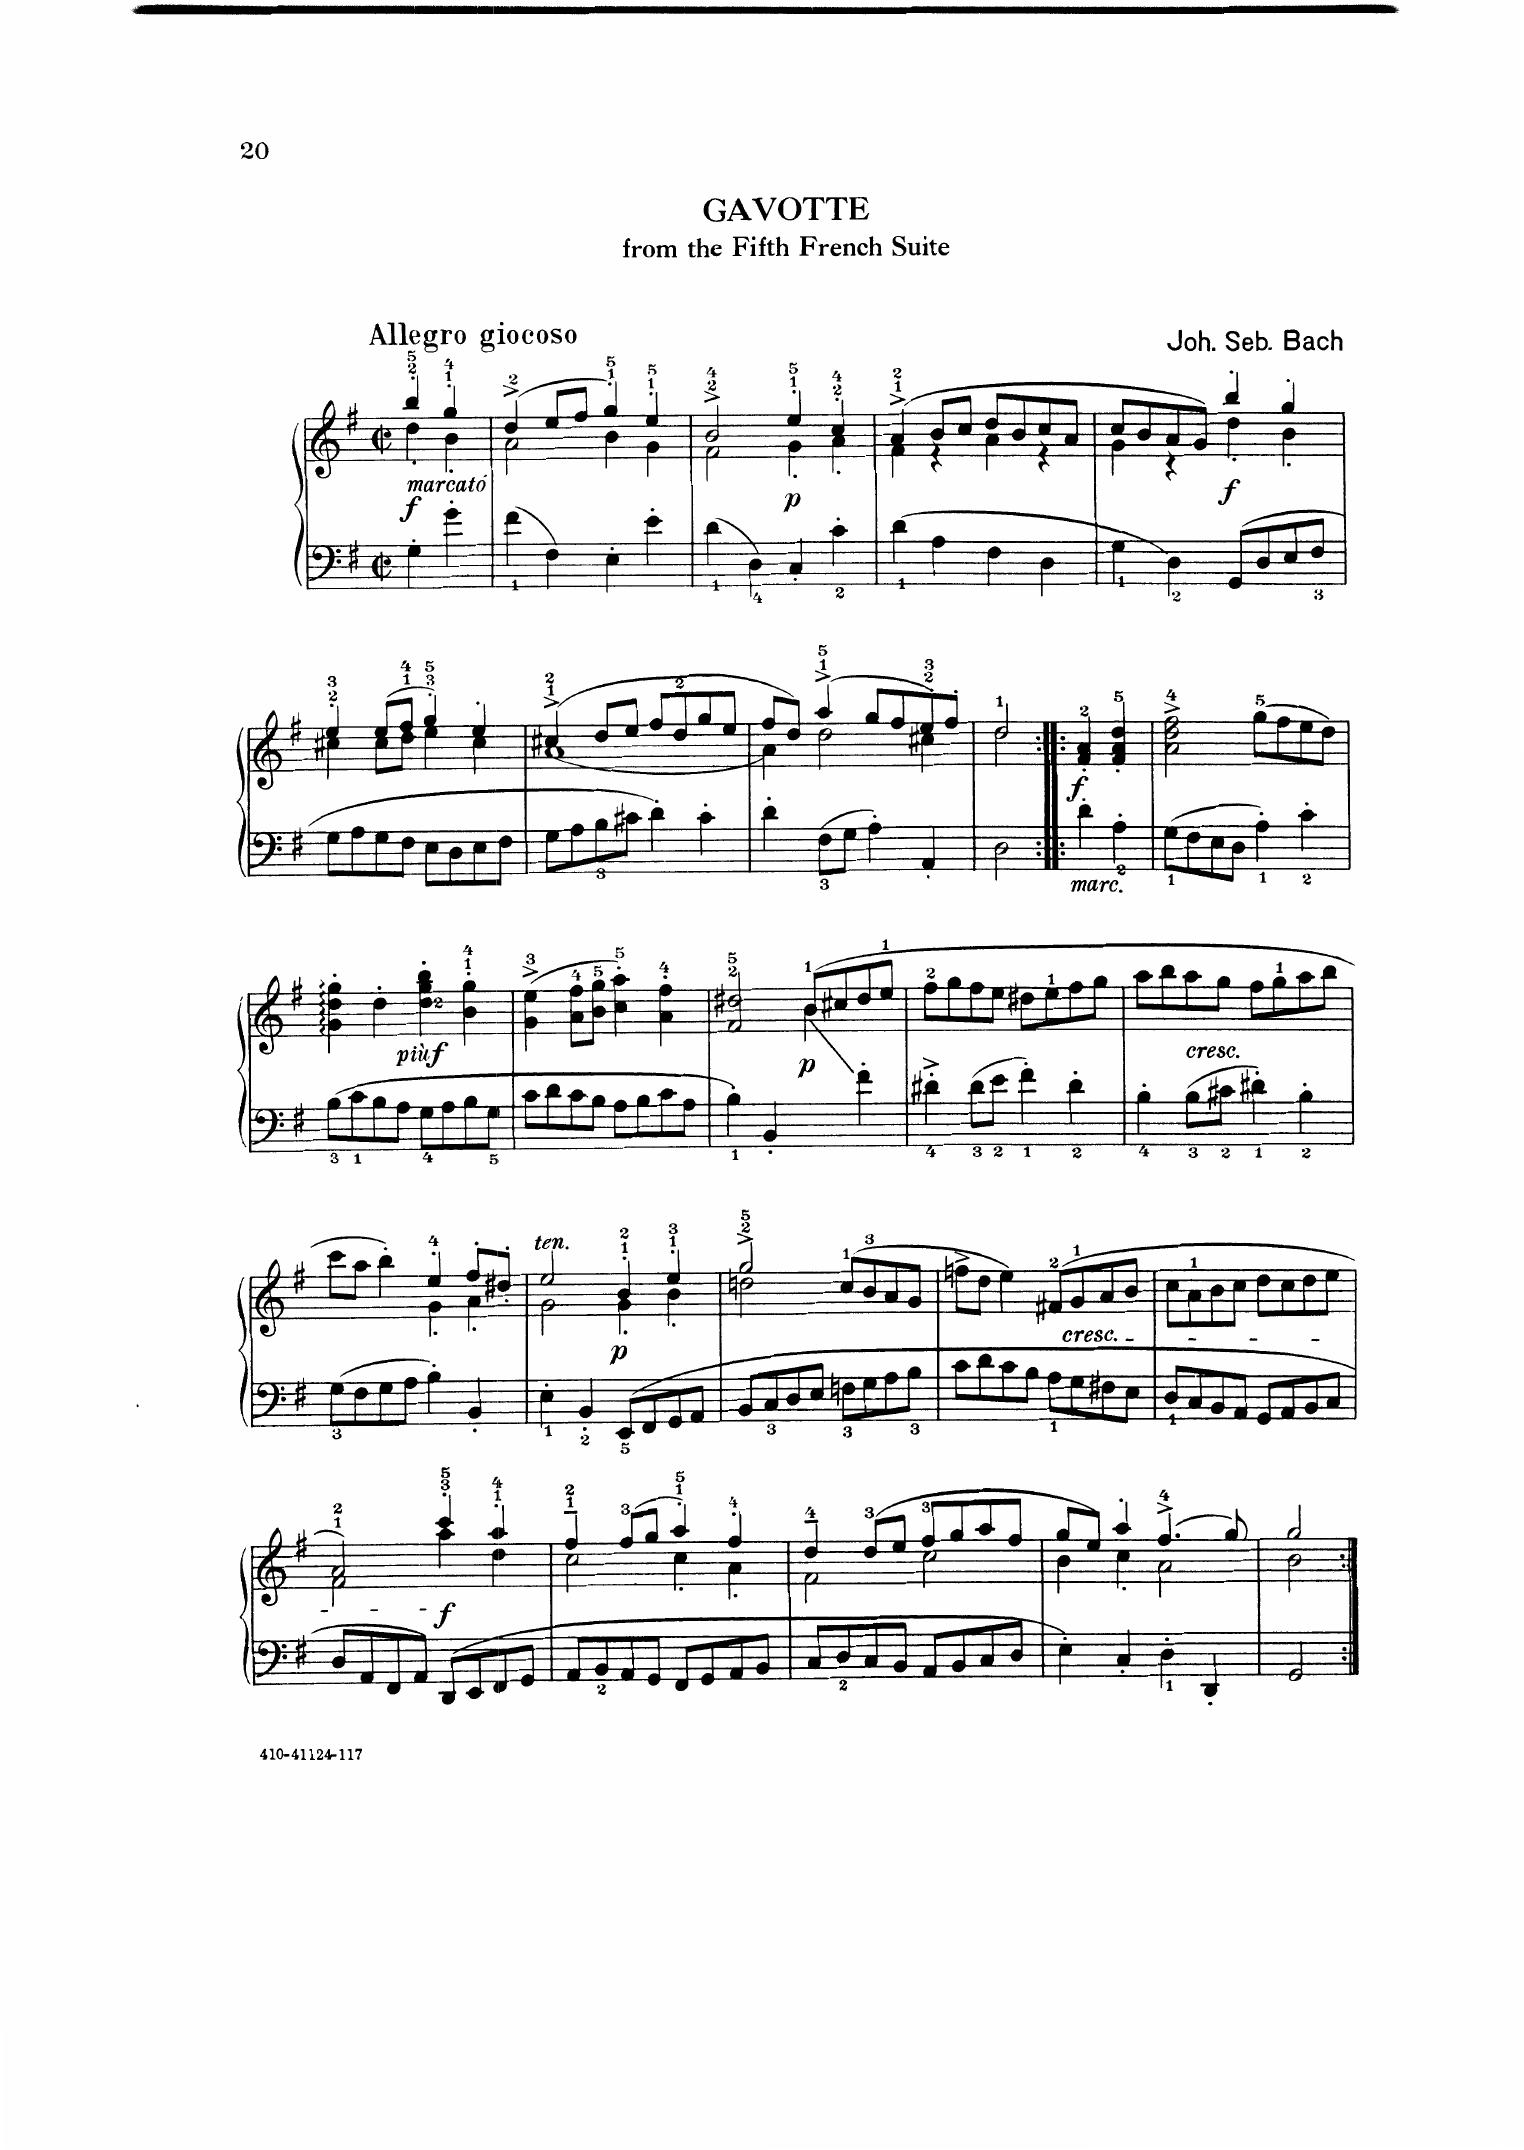 20
GAVOTTE
from the Fifth French Suite
Allegro giocoso
Joh. Seb. Bach
marcato
f
p
f
f
marc.
più f
p
cresc.
ten.
p
cresc.
f
410-41124-117